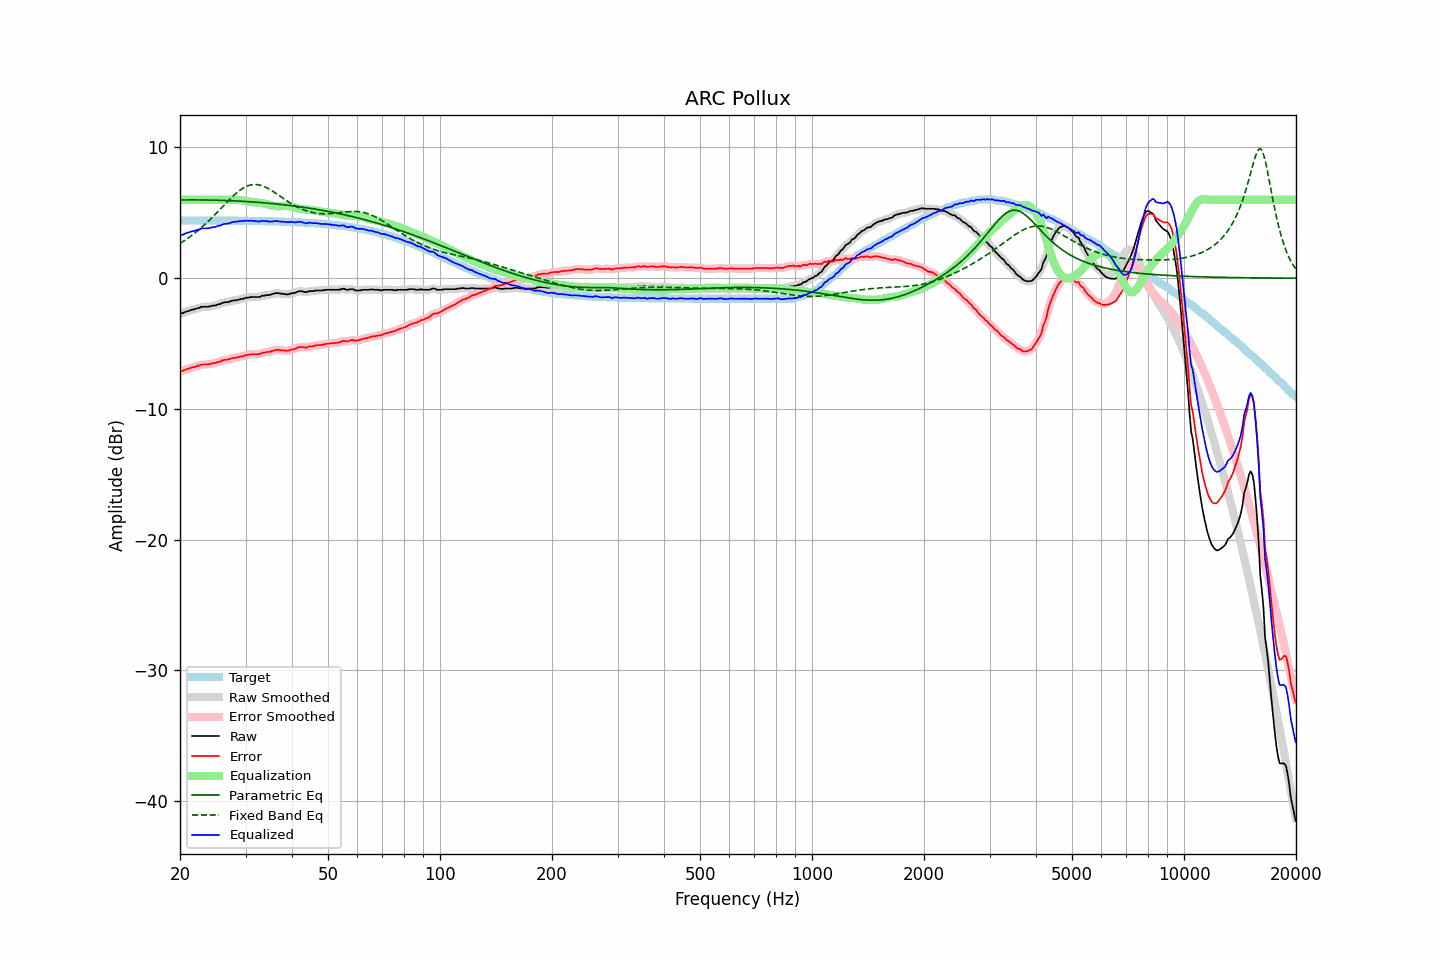 ARC Pollux
Amplitude (dBr)
10
0
−10
−20
−30
−40
Target
Raw Smoothed
Error Smoothed
Raw
Error
Equalization
Parametric Eq
Fixed Band Eq
Equalized
20
50
100
200
500
1000
2000
5000
10000
20000
Frequency (Hz)